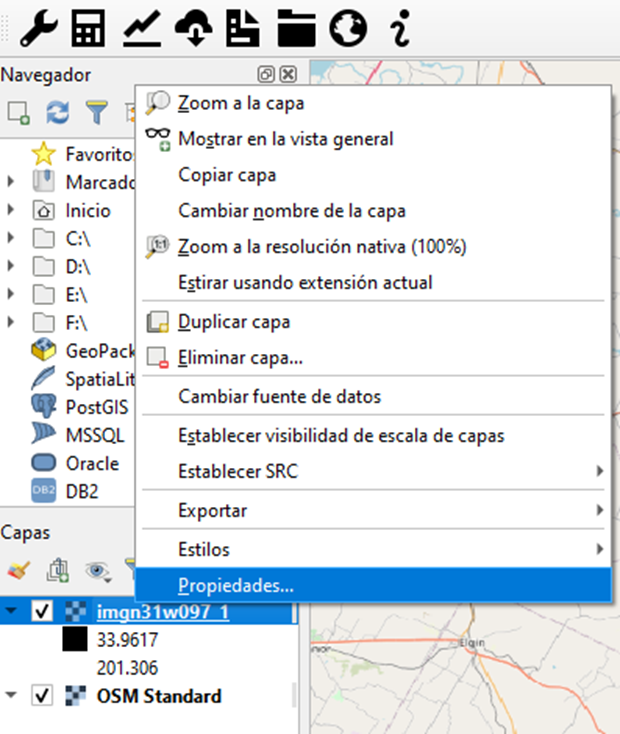 Navegador
Zoom a la capa
Mostrar en la vista general
Copiar capa
Cambiar nombre de la capa
Zoom a la resolución nativa (100%)
Estirar usando extensión actual
Duplicar capa
Eliminar capa...
Cambiar fuente de datos
Establecer visibilidad de escala de capas
Establecer SRC
Exportar
Estilos
Propiedades...
Favorito
Marcado
Inicio
C:\
D:\
E:\
F:\
GeoPack
SpatiaLit
PostGIS
MSSQL
Oracle
DB2 DB2
Capas
imgn31w097_1
33.9617
201.306
OSM Standard
Elgin